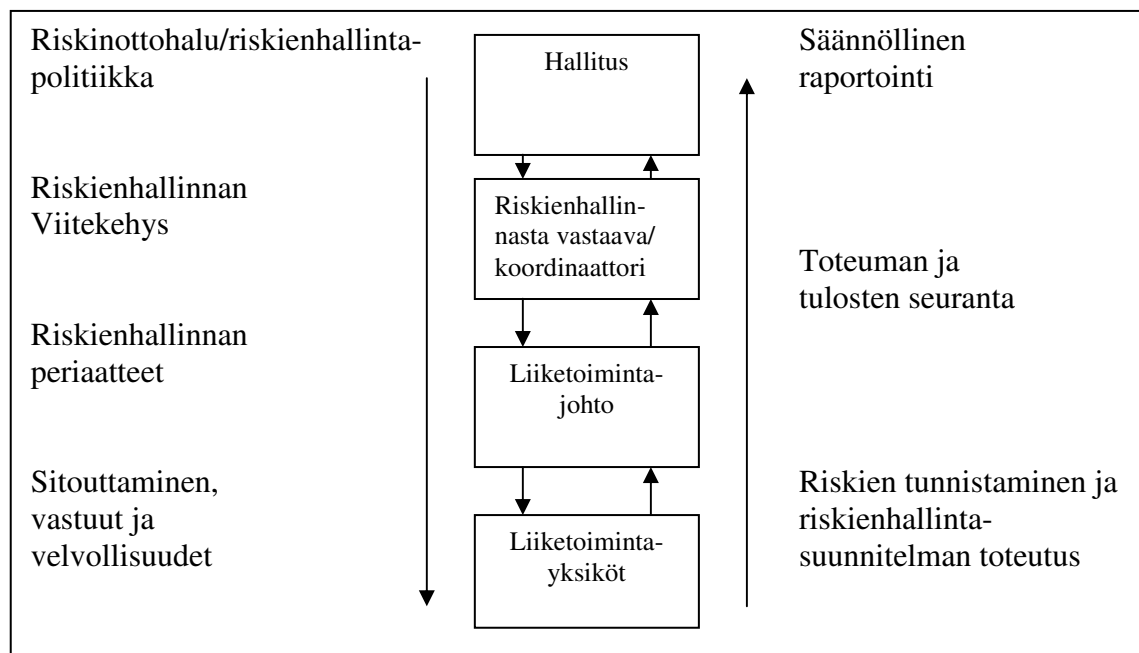 Riskinottohalu/riskienhallinta-
politiikka
Riskienhallinnan
Viitekehys
Riskienhallinnan
periaatteet
Sitouttaminen,
vastuut ja
velvollisuudet
Hallitus
Riskienhallin-
nasta vastaava/
koordinaattori
Liiketoiminta-
johto
Liiketoiminta-
yksiköt
Säännöllinen
raportointi
Toteuman ja
tulosten seuranta
Riskien tunnistaminen ja
riskienhallinta-
suunnitelman toteutus